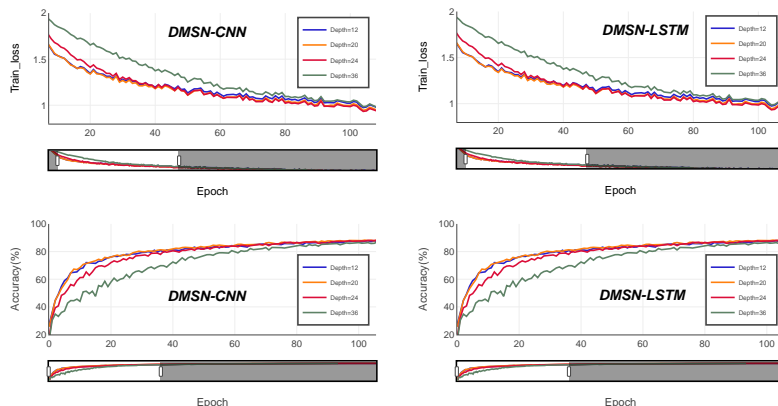 2
1.5
1
Train_loss
DMSN-CNN
Depth=12
Depth=20
Depth=24
Depth=36
20
40
60
80
100
Epoch
2
1.5
1
Train_loss
DMSN-LSTM
Depth=12
Depth=20
Depth=24
Depth=36
20
40
60
80
100
Epoch
100
80
60
40
20
Accuracy(%)
DMSN-CNN
Depth=12
Depth=20
Depth=24
Depth=36
0
20
40
60
80
100
Epoch
100
80
60
40
20
Accuracy(%)
DMSN-LSTM
Depth=12
Depth=20
Depth=24
Depth=36
0
20
40
60
80
100
Epoch